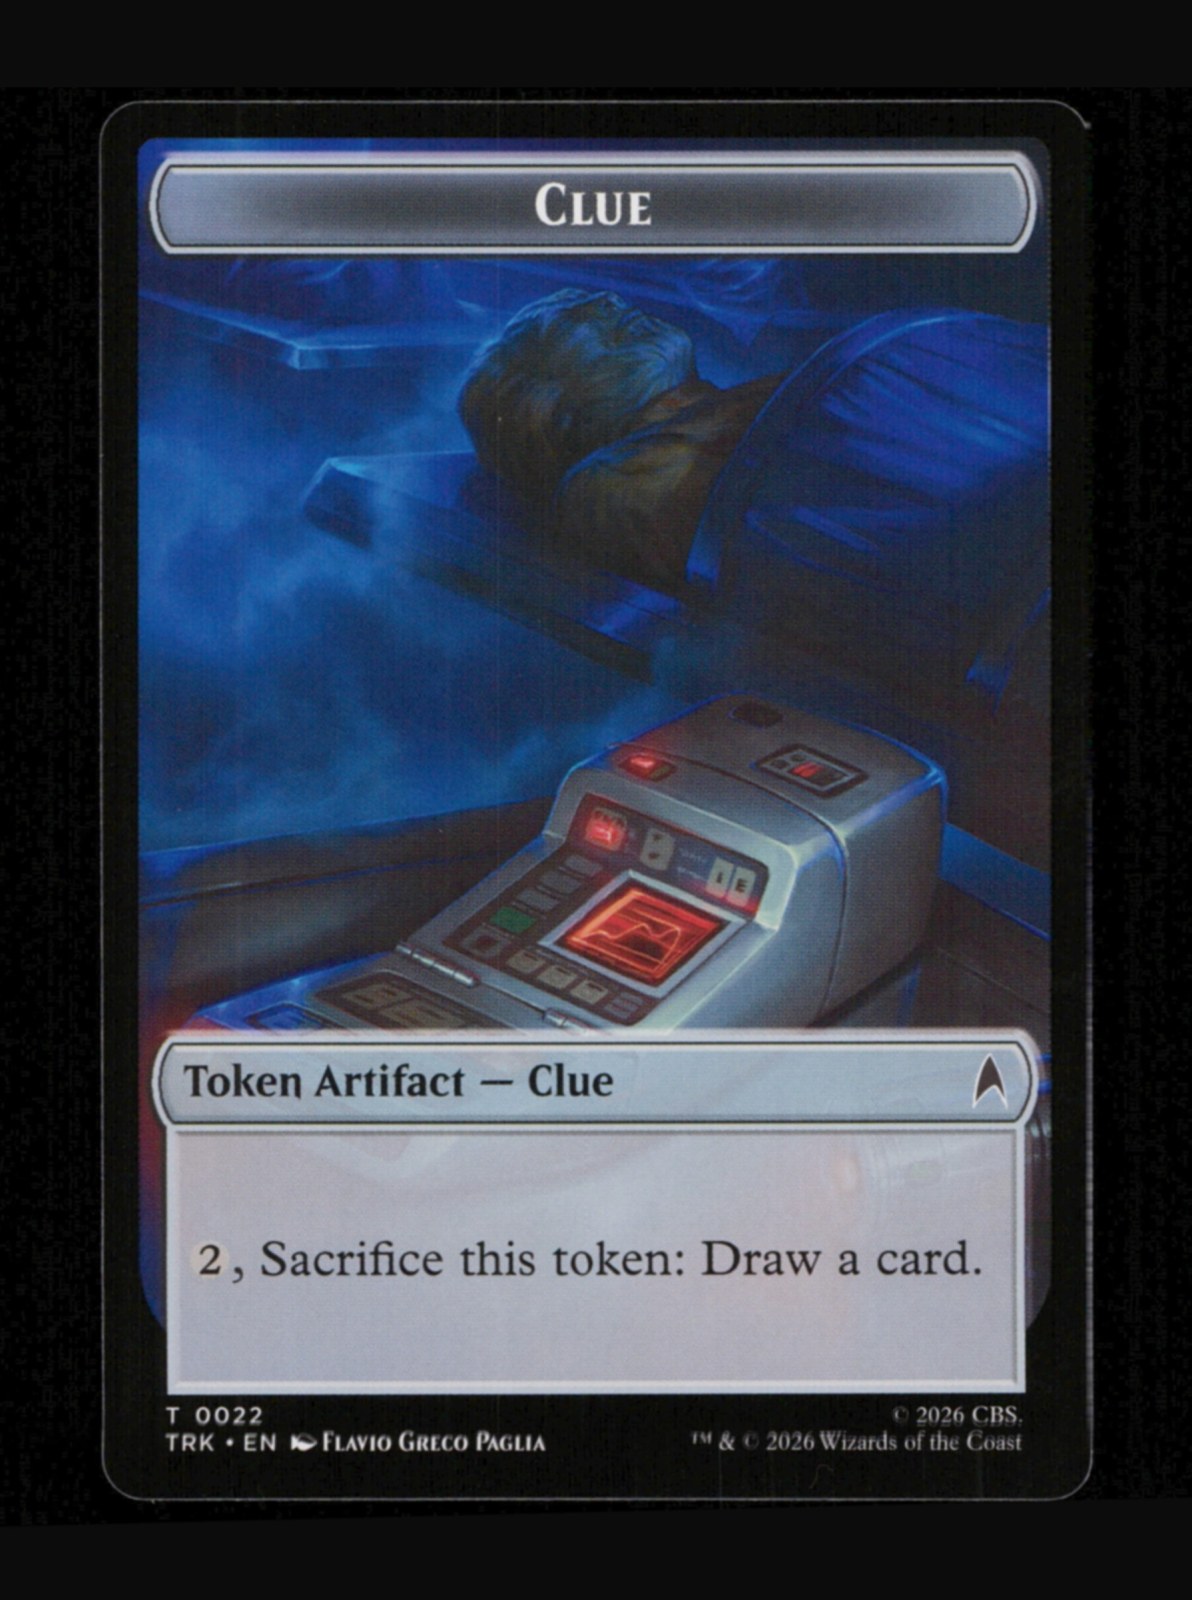 CLUE
Token Artifact — Clue
2, Sacrifice this token: Draw a card.
T 0022
TRK • EN FLAVIO GRECO PAGLIA
© 2026 CBS.
™ & © 2026 Wizards of the Coast